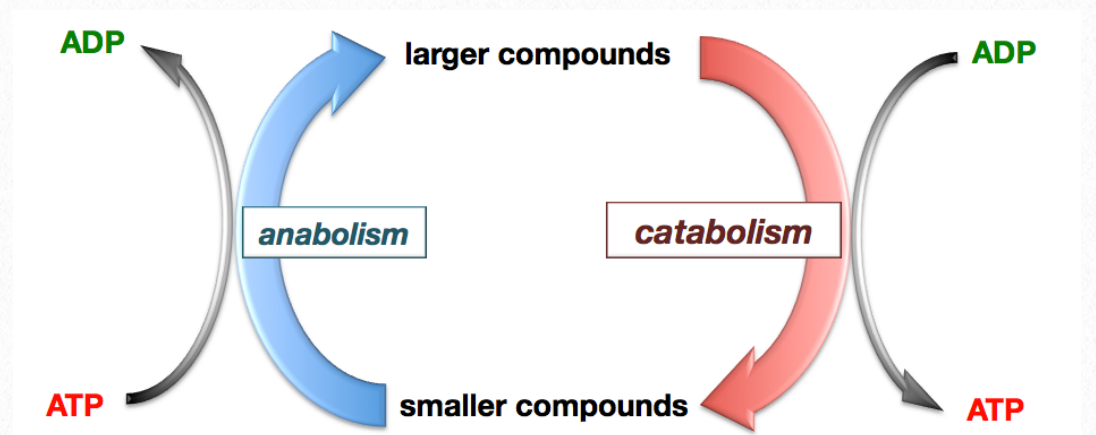 ADP
larger compounds
ADP
anabolism
catabolism
ATP
smaller compounds
ATP